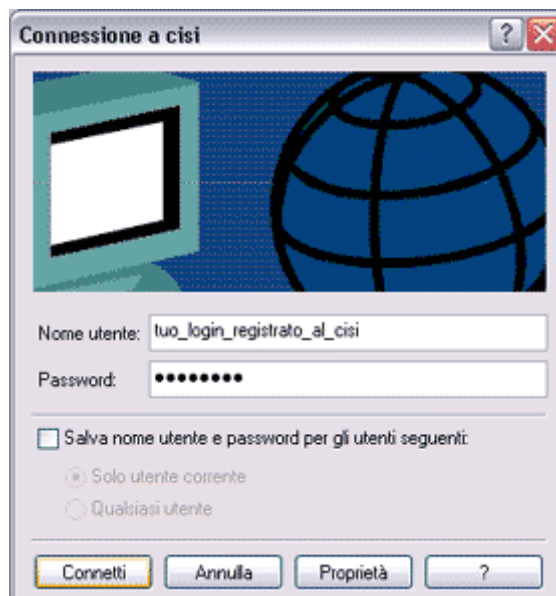 Connessione a cisi
?
Nome utente: tuo_login_registrato_al_cisi
Password: ••••••••
Salva nome utente e password per gli utenti seguenti:
Solo utente corrente
Qualsiasi utente
Connetti Annulla Proprietà ?